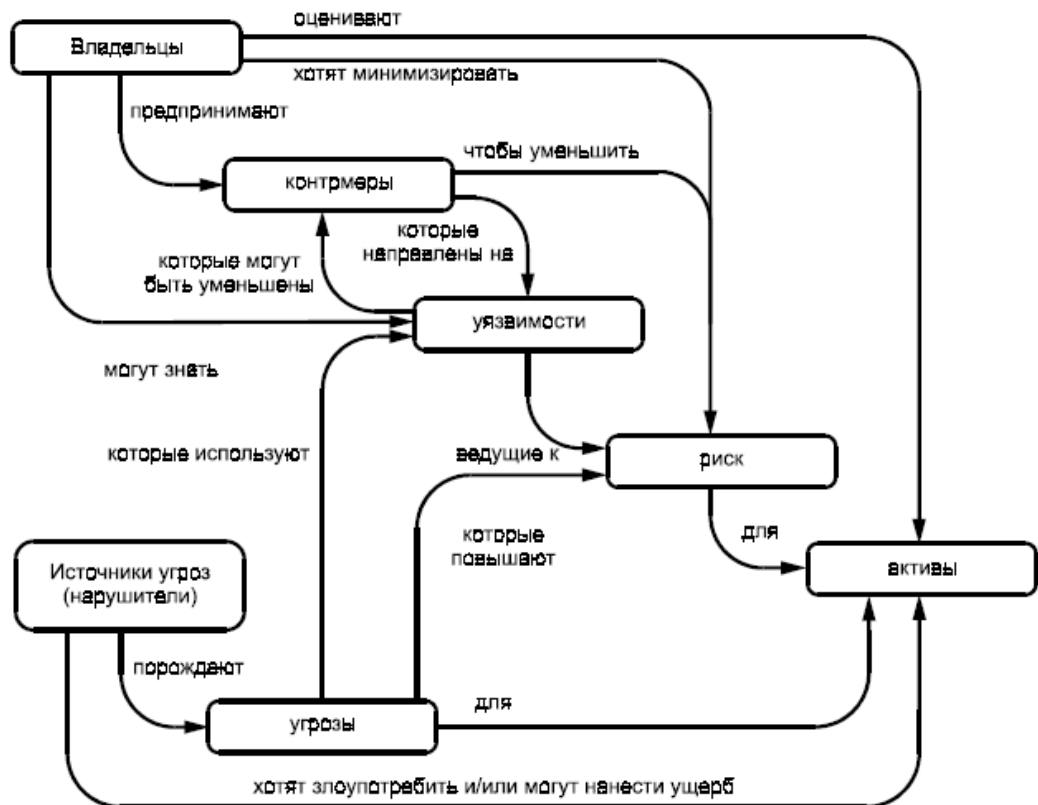 оценивают
Владельцы
хотят минимизировать
предпринимают
чтобы уменьшить
контрмеры
которые
направлены на
которые могут
быть уменьшены
уязвимости
могут знать
которые используют
ведущие к
риск
которые
повышают
для
Источники угроз
(нарушители)
активы
порождают
для
угрозы
хотят злоупотребить и/или могут нанести ущерб